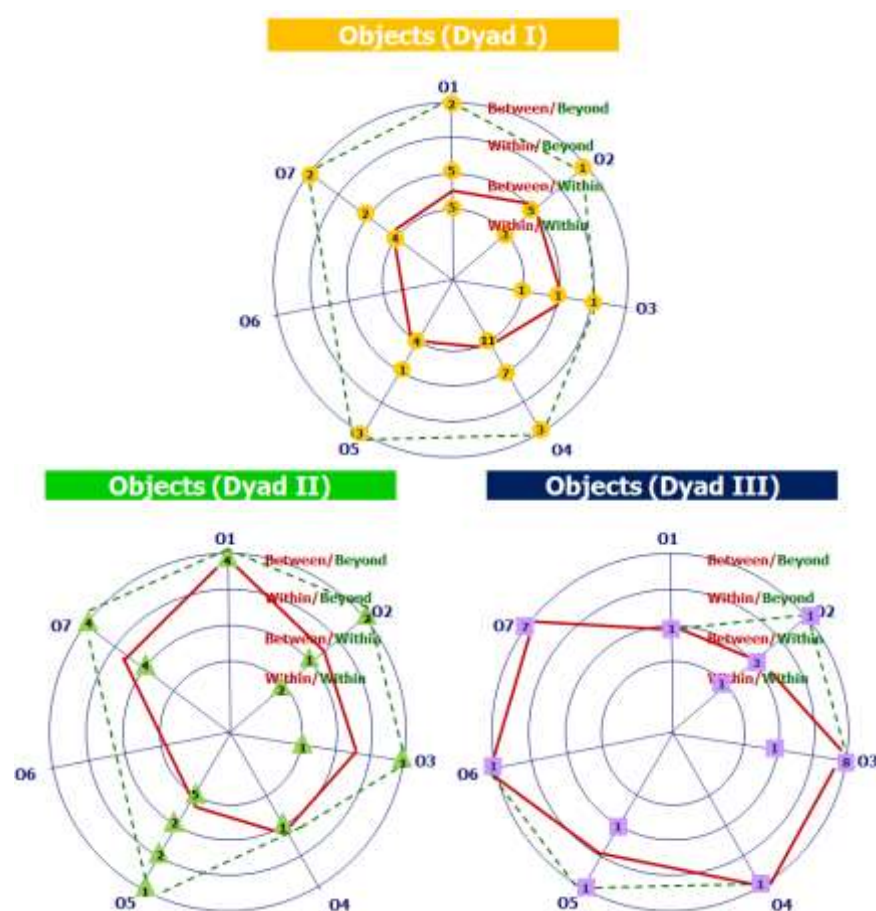 Objects (Dyad I)
O1
2
Between/Beyond
O2
1
Within/Beyond
O7
2
5
Between/Within
2
5
5
Within/Within
4
3
1
1
1
O3
O6
4
11
1
7
3
3
O5
O4
Objects (Dyad II)
O1
4
Between/Beyond
Within/Beyond
O2
O7
4
Between/Within
1
4
Within/Within
2
1
O3
1
O6
5
2
1
2
1
O5
O4
Objects (Dyad III)
O1
Between/Beyond
Within/Beyond
O2
1
O7
7
1
Between/Within
3
Within/Within
1
1
O3
8
O6
1
1
1
1
O5
O4